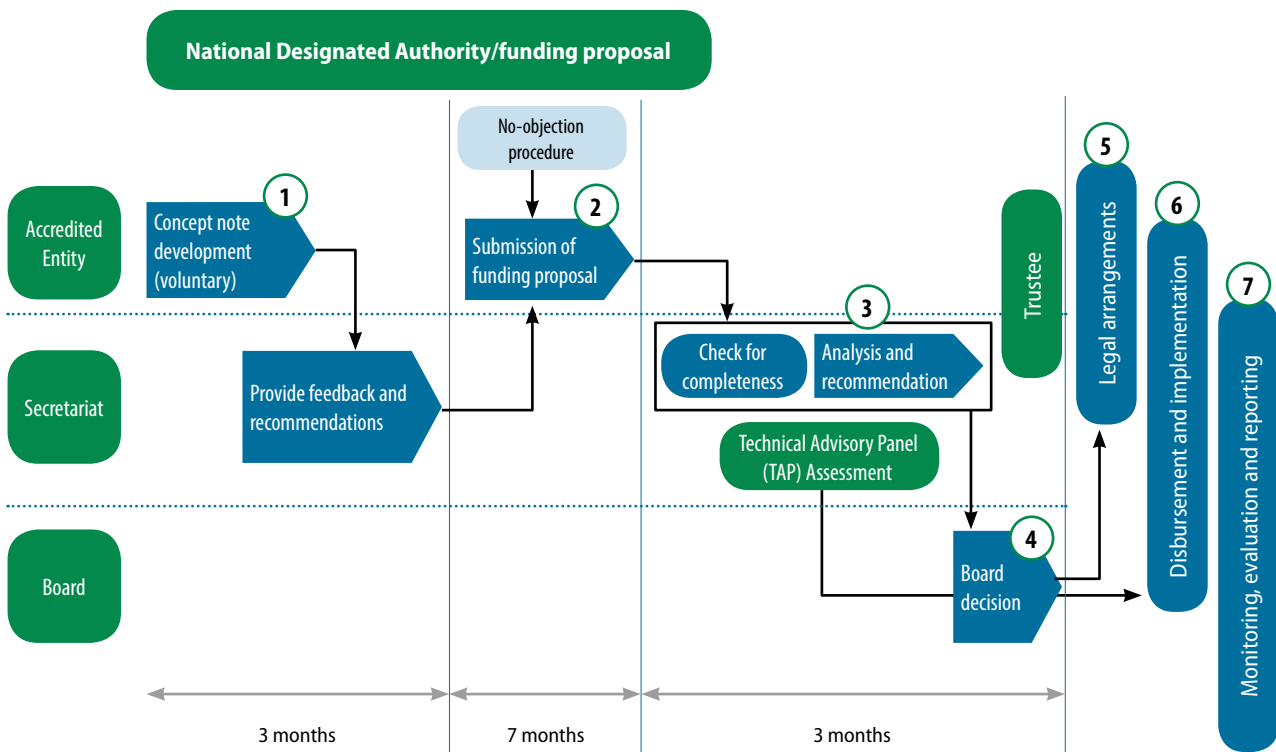 National Designated Authority/funding proposal
No-objection
procedure
5
1
2
6
Accredited
Entity
Concept note
development
(voluntary)
Submission of
funding proposal
Trustee
Legal arrangements
Disbursement and implementation
7
Monitoring, evaluation and reporting
3
Secretariat
Provide feedback and
recommendations
Check for
completeness
Analysis and
recommendation
Technical Advisory Panel
(TAP) Assessment
4
Board
Board
decision
3 months
7 months
3 months